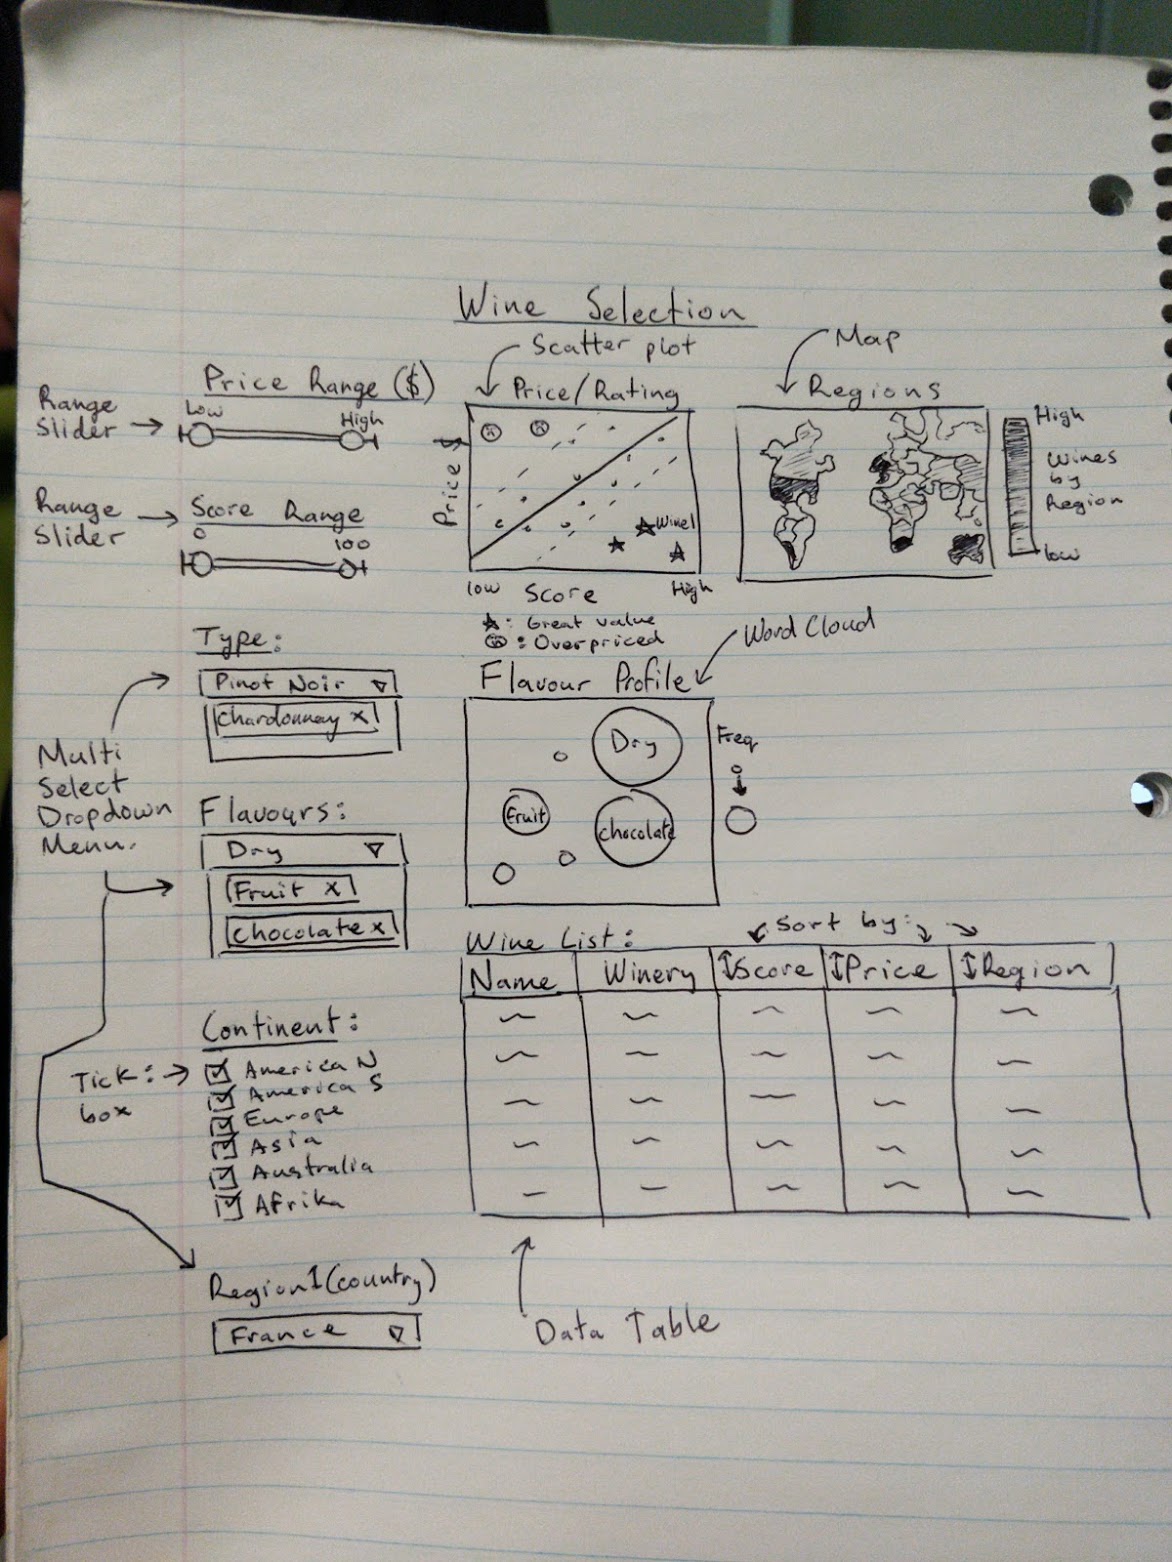 Wine Selection
Scatter plot
Map
Price Range ($)
Price/Rating
Regions
Range
Slider
Low
High
Price $
Wine1
low
Score
High
★: Great value
☹: Overpriced
High
Wines
by
Region
low
Range
Slider
Score Range
0
100
Type:
Pinot Noir ▽
Chardonnay x
Multi
Select
Dropdown
Menu.
Flavours:
Dry ▽
Fruit x
chocolate x
Word Cloud
Flavour Profile
Dry
Fruit
chocolate
Freq
Wine List:
Sort by:
Name Winery ↕Score ↕Price ↕Region
Continent:
Tick:
box
America N
America S
Europe
Asia
Australia
Afrika
Region1(country)
France ▽
Data Table